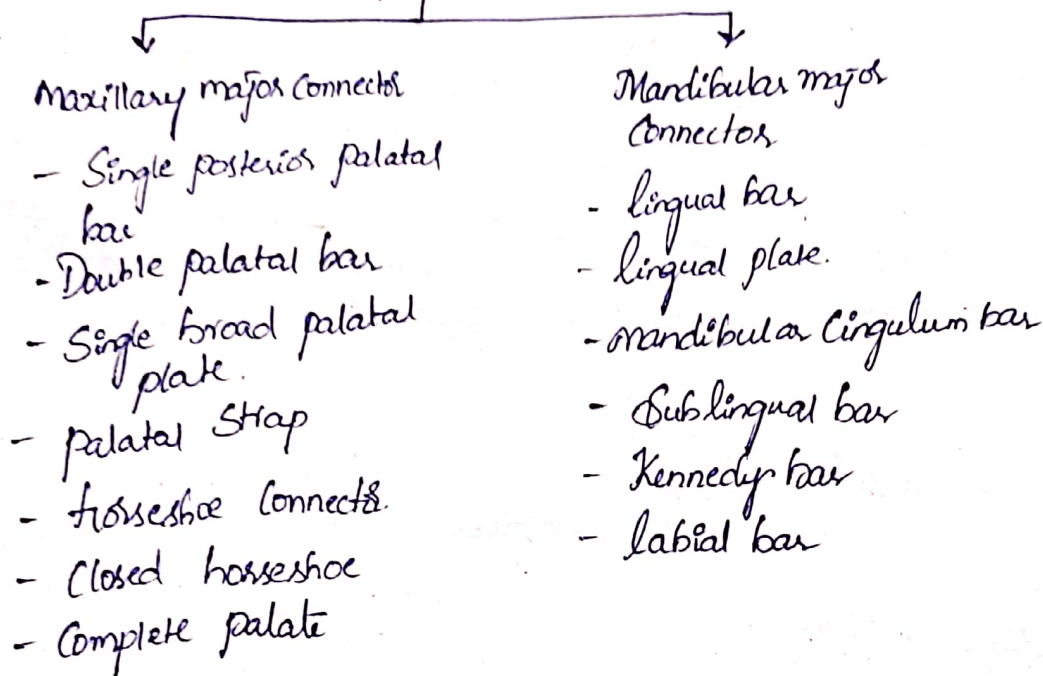 Maxillary major Connector
- Single posterior palatal
bar
- Double palatal bar
- Single broad palatal
plate.
- palatal Strap
- horseshoe Connector.
- Closed horseshoe
- Complete palate
Mandibular major
Connector
- lingual bar
- lingual plate.
- mandibular Cingulum bar
- Sublingual bar
- Kennedy bar
- labial bar